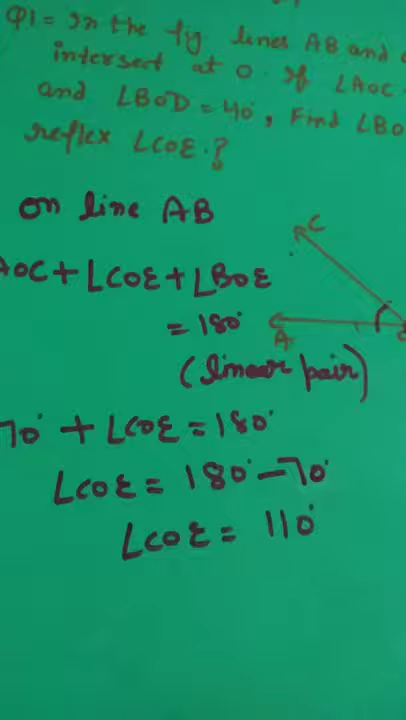 Q1 = In the fig. lines AB and
intersect at O. If ∠AOC
and ∠BOD = 40°, Find ∠BO
reflex ∠COE.?
on line AB
AOC + ∠COE + ∠BOE
= 180°
(linear pair)
70° + ∠COE = 180°
∠COE = 180° - 70°
∠COE = 110°
C
A